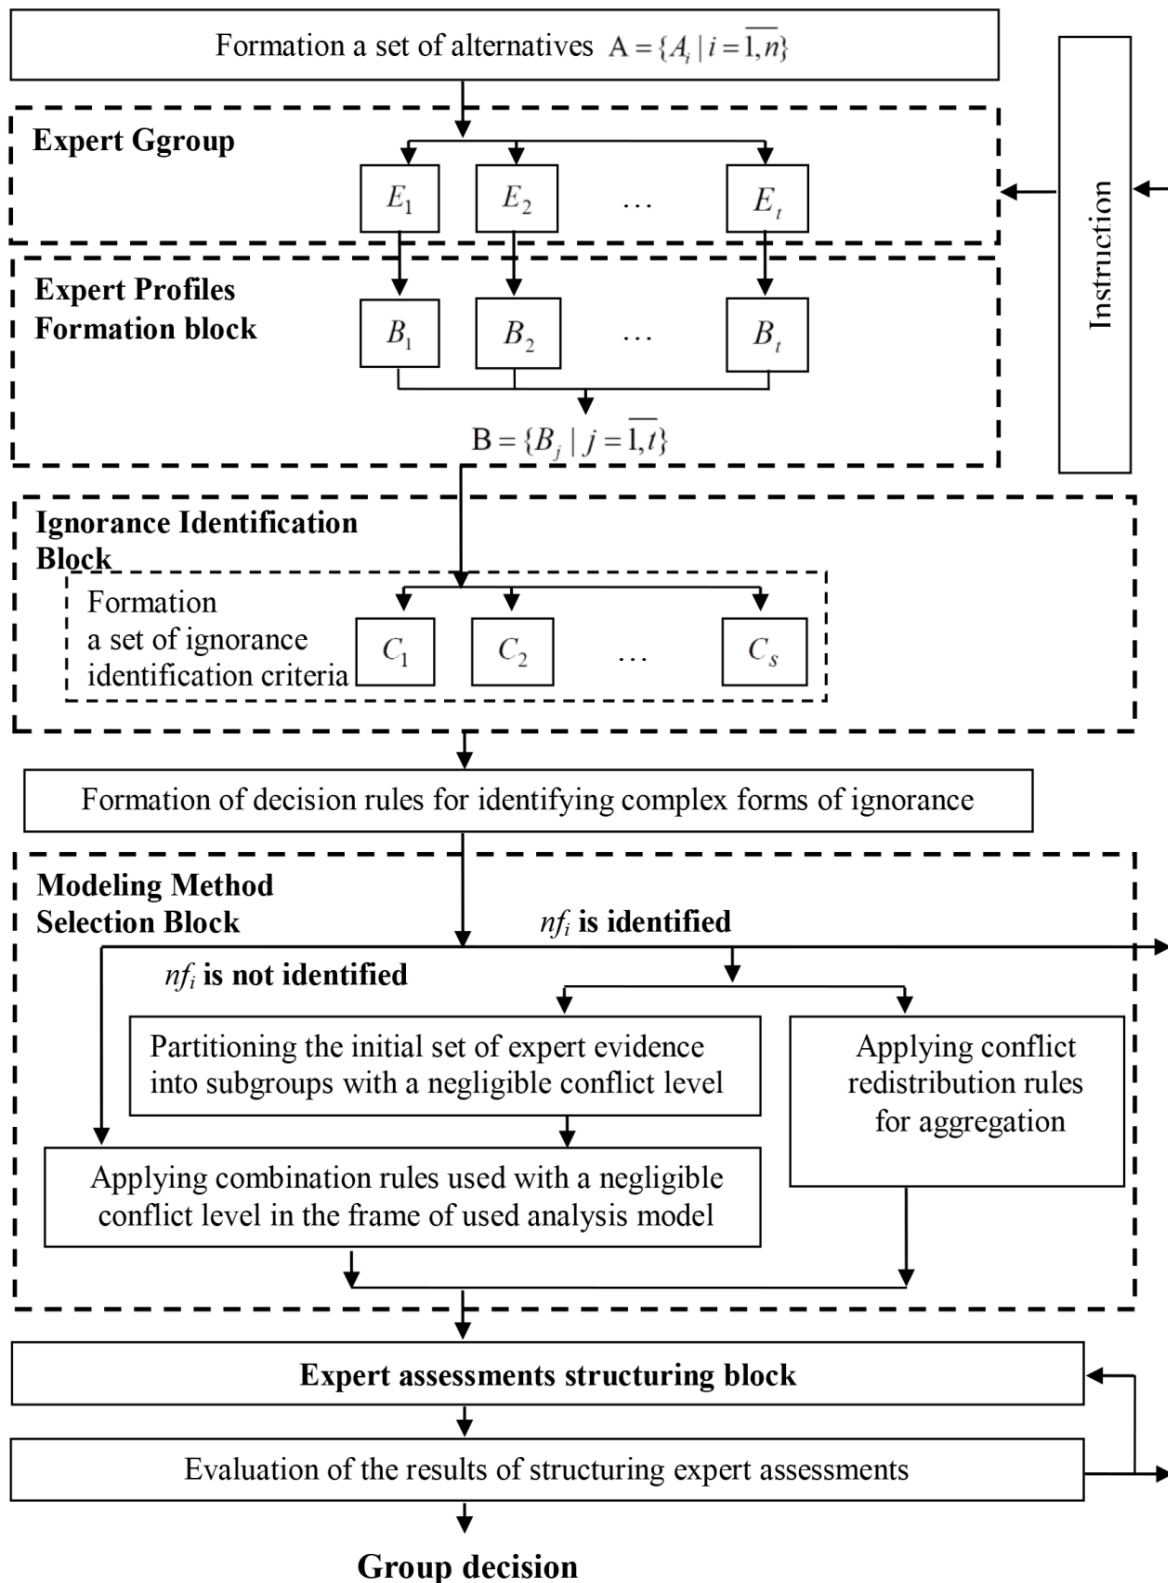 Formation a set of alternatives A = {A_i | i = \overline{1,n}}
Expert Ggroup
E_1 E_2 … E_t
Instruction
Expert Profiles
Formation block
B_1 B_2 … B_t
B = {B_j | j = \overline{1,t}}
Ignorance Identification
Block
Formation
a set of ignorance
identification criteria
C_1 C_2 … C_s
Formation of decision rules for identifying complex forms of ignorance
Modeling Method
Selection Block
nf_i is identified
nf_i is not identified
Partitioning the initial set of expert evidence
into subgroups with a negligible conflict level
Applying conflict
redistribution rules
for aggregation
Applying combination rules used with a negligible
conflict level in the frame of used analysis model
Expert assessments structuring block
Evaluation of the results of structuring expert assessments
Group decision